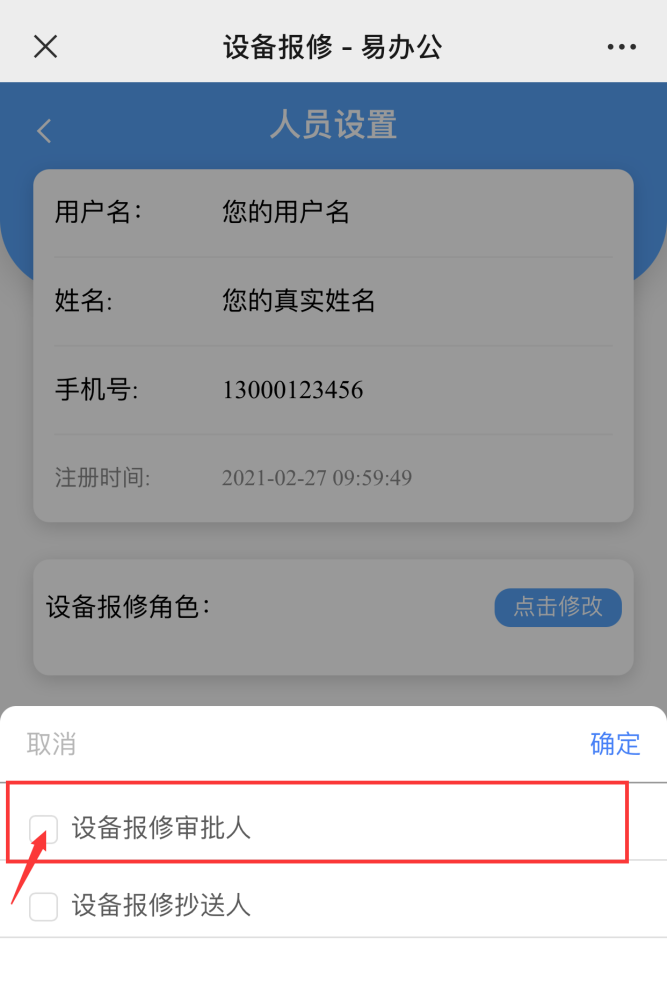 设备报修 - 易办公
人员设置
用户名： 您的用户名
姓名: 您的真实姓名
手机号: 13000123456
注册时间: 2021-02-27 09:59:49
设备报修角色： 点击修改
取消 确定
设备报修审批人
设备报修抄送人